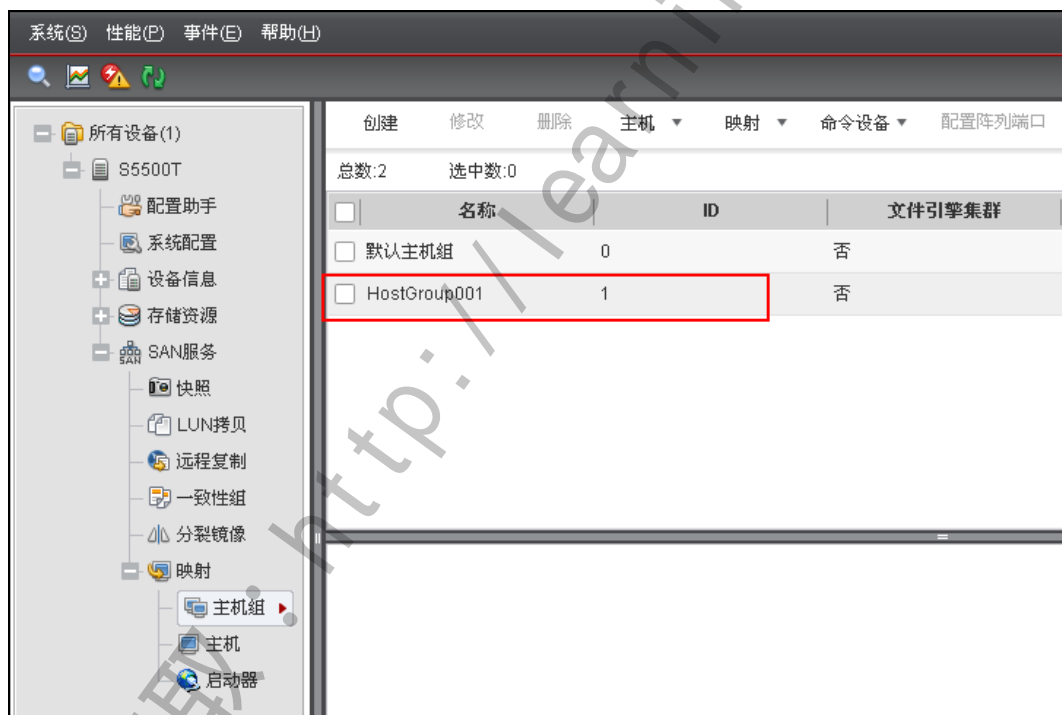 系统(S) 性能(P) 事件(E) 帮助(H)
所有设备(1)
S5500T
配置助手
系统配置
设备信息
存储资源
SAN服务
快照
LUN拷贝
远程复制
一致性组
分裂镜像
映射
主机组
主机
启动器
创建 修改 删除 主机 映射 命令设备 配置阵列端口
总数:2 选中数:0
名称 ID 文件引擎集群
默认主机组 0 否
HostGroup001 1 否
取:http://learni